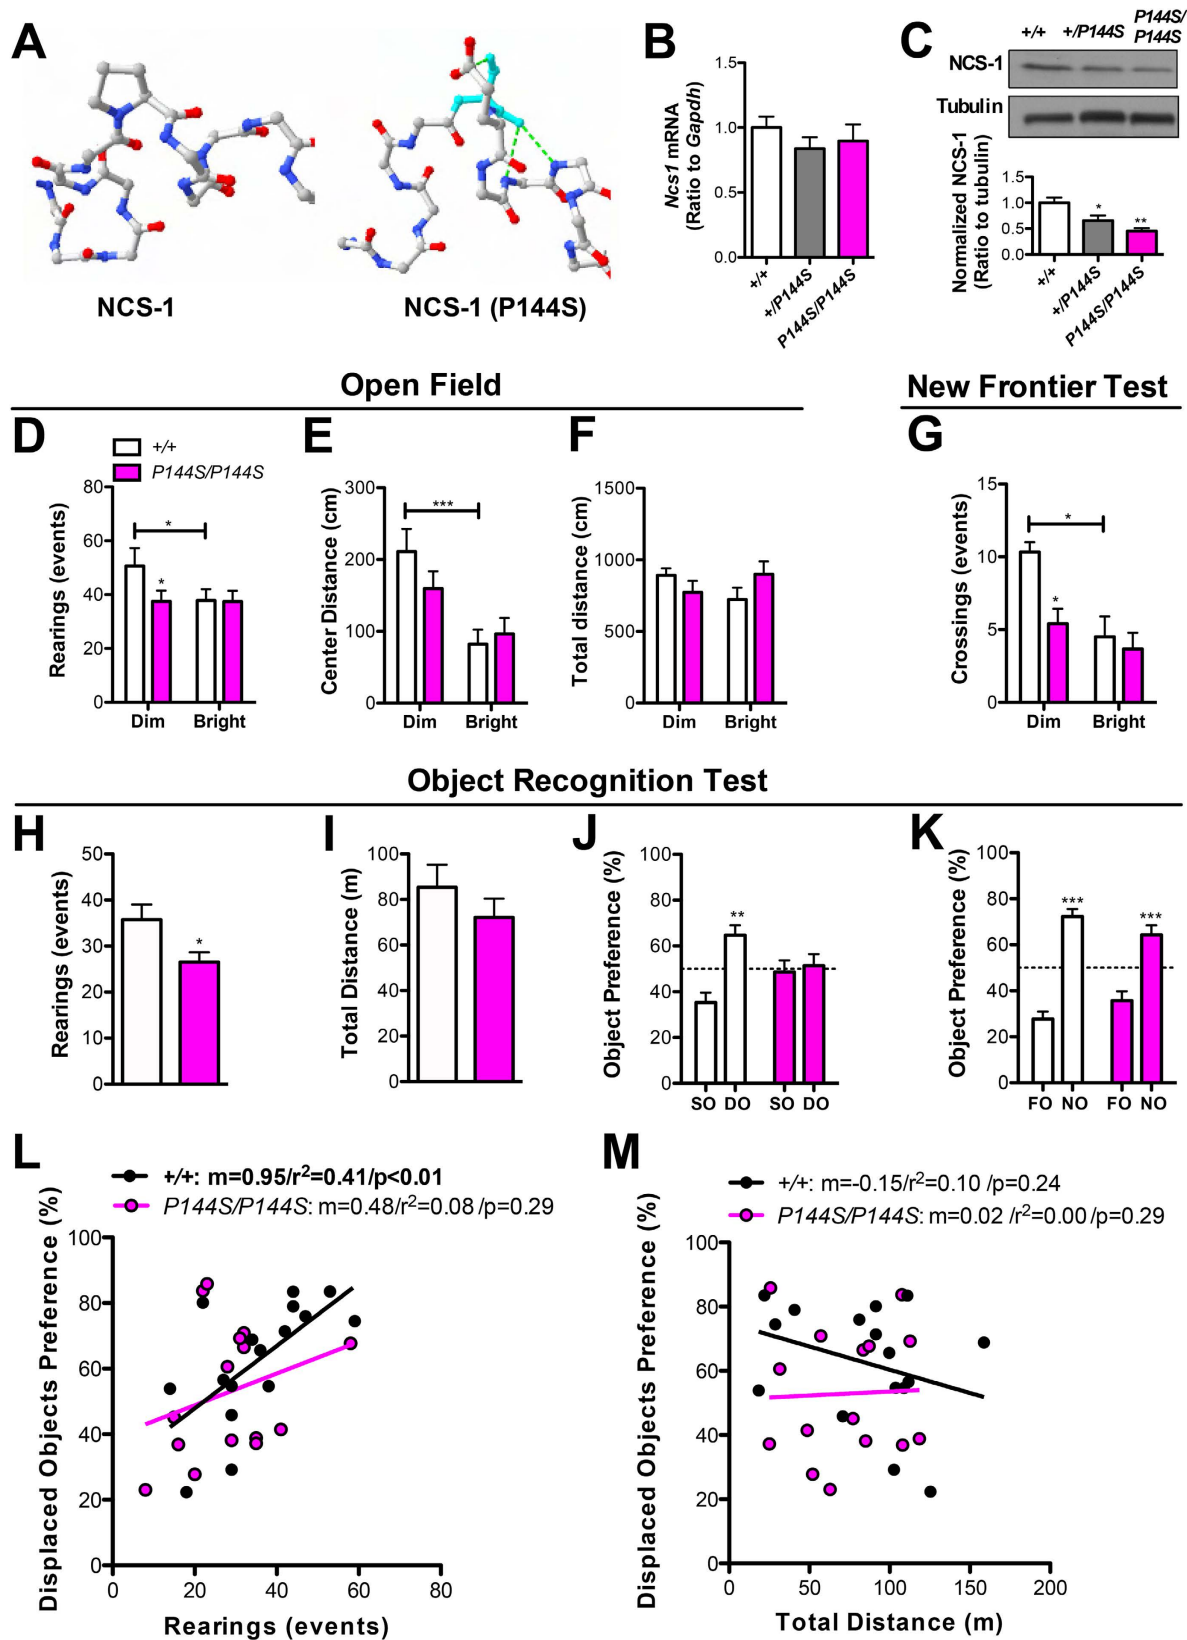 A
NCS-1
NCS-1 (P144S)
B
Ncs1 mRNA
(Ratio to Gapdh)
1.5
1.0
0.5
0.0
+/+
+/P144S
P144S/P144S
C
+/+
+/P144S
P144S/
P144S
NCS-1
Tubulin
Normalized NCS-1
(Ratio to tubulin)
1.5
1.0
0.5
0.0
*
**
+/+
+/P144S
P144S/P144S
Open Field
New Frontier Test
D
+/+
P144S/P144S
Rearings (events)
80
60
40
20
0
*
*
Dim
Bright
E
Center Distance (cm)
300
200
100
0
***
Dim
Bright
F
Total distance (cm)
1500
1000
500
0
Dim
Bright
G
Crossings (events)
15
10
5
0
*
*
Dim
Bright
Object Recognition Test
H
Rearings (events)
50
40
30
20
10
0
*
I
Total Distance (m)
100
80
60
40
20
0
J
Object Preference (%)
100
80
60
40
20
0
**
SO DO SO DO
K
Object Preference (%)
100
80
60
40
20
0
***
***
FO NO FO NO
L
+/+: m=0.95/r²=0.41/p<0.01
P144S/P144S: m=0.48/r²=0.08 /p=0.29
Displaced Objects Preference (%)
100
80
60
40
20
0
0 20 40 60 80
Rearings (events)
M
+/+: m=-0.15/r²=0.10 /p=0.24
P144S/P144S: m=0.02 /r²=0.00 /p=0.29
Displaced Objects Preference (%)
100
80
60
40
20
0
0 50 100 150 200
Total Distance (m)